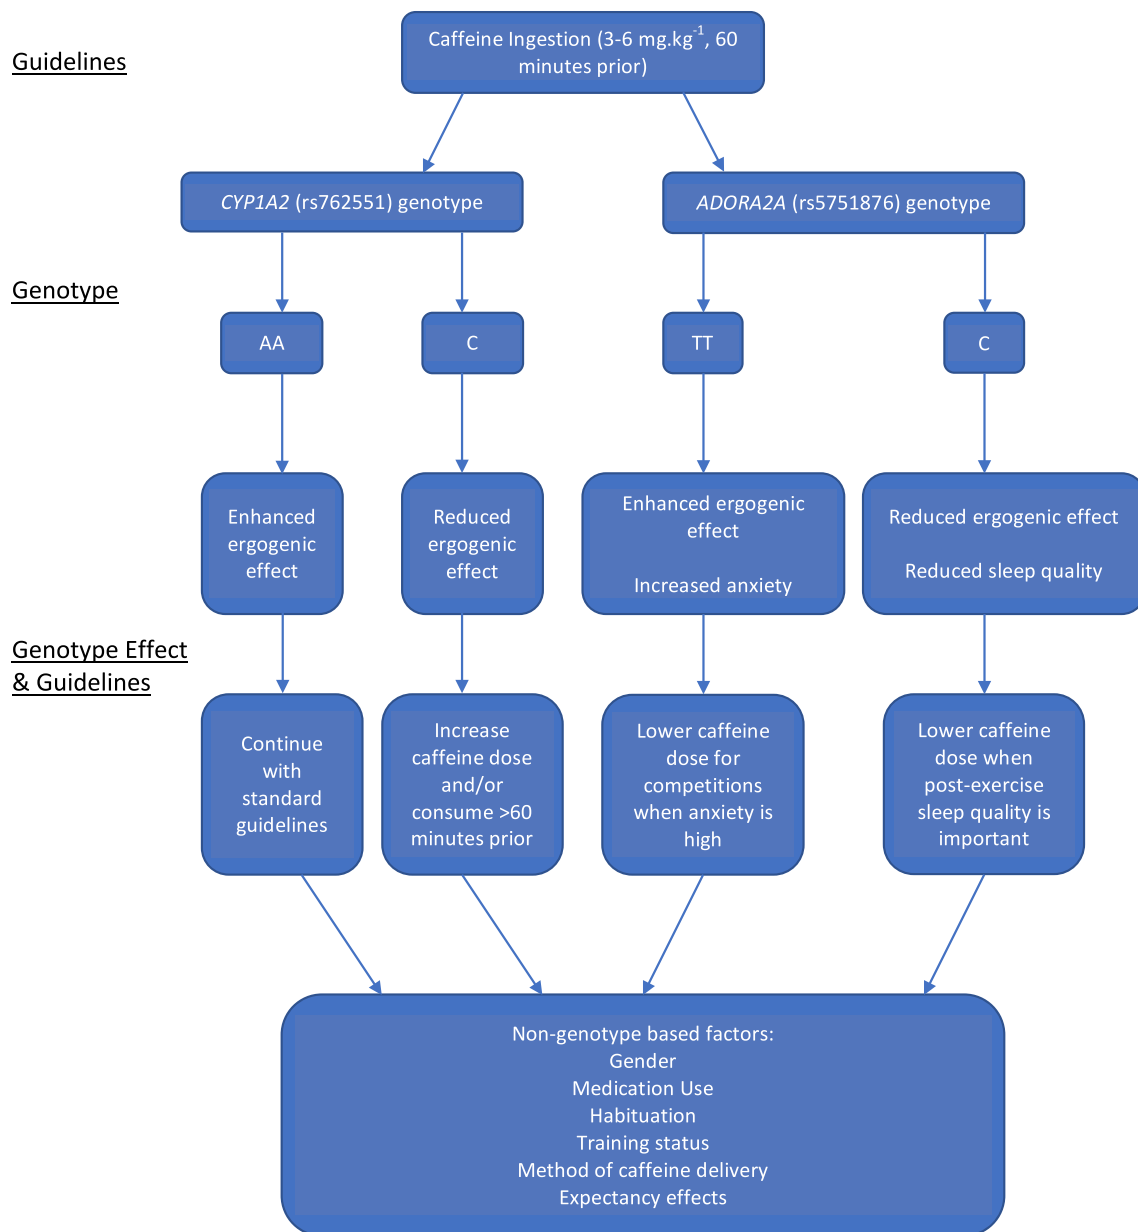 Guidelines
Caffeine Ingestion (3-6 mg.kg⁻¹, 60
minutes prior)
CYP1A2 (rs762551) genotype
ADORA2A (rs5751876) genotype
Genotype
AA
C
TT
C
Enhanced
ergogenic
effect
Reduced
ergogenic
effect
Enhanced ergogenic
effect
Increased anxiety
Reduced ergogenic effect
Reduced sleep quality
Genotype Effect
& Guidelines
Continue
with
standard
guidelines
Increase
caffeine dose
and/or
consume >60
minutes prior
Lower caffeine
dose for
competitions
when anxiety is
high
Lower caffeine
dose when
post-exercise
sleep quality is
important
Non-genotype based factors:
Gender
Medication Use
Habituation
Training status
Method of caffeine delivery
Expectancy effects